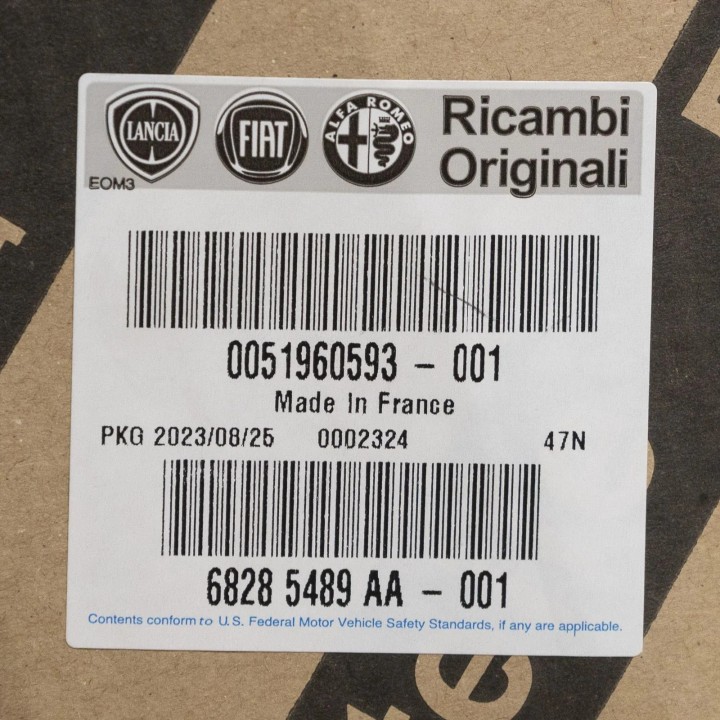 LANCIA FIAT ALFA ROMEO Ricambi
Originali
EOM3
0051960593 - 001
Made In France
PKG 2023/08/25 0002324 47N
6828 5489 AA - 001
Contents conform to U.S. Federal Motor Vehicle Safety Standards, if any are applicable.